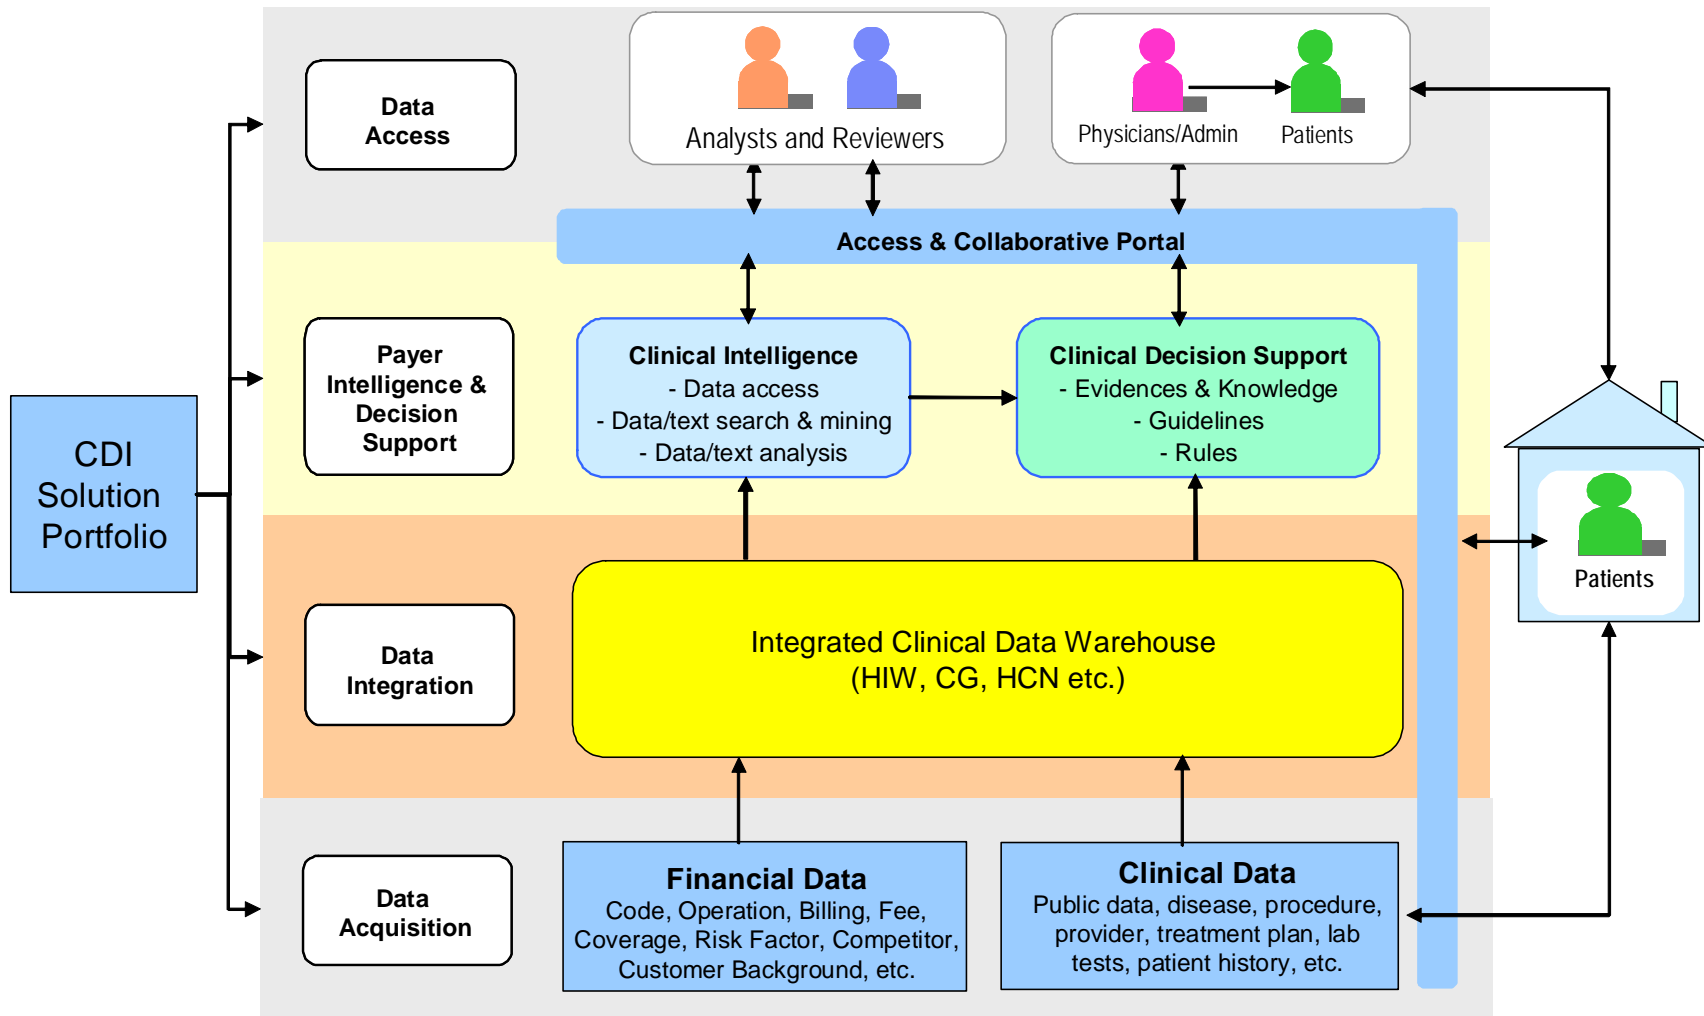 CDI
Solution
Portfolio
Data
Access
Analysts and Reviewers
Physicians/Admin
Patients
Access & Collaborative Portal
Payer
Intelligence &
Decision
Support
Clinical Intelligence
- Data access
- Data/text search & mining
- Data/text analysis
Clinical Decision Support
- Evidences & Knowledge
- Guidelines
- Rules
Patients
Data
Integration
Integrated Clinical Data Warehouse
(HIW, CG, HCN etc.)
Data
Acquisition
Financial Data
Code, Operation, Billing, Fee,
Coverage, Risk Factor, Competitor,
Customer Background, etc.
Clinical Data
Public data, disease, procedure,
provider, treatment plan, lab
tests, patient history, etc.